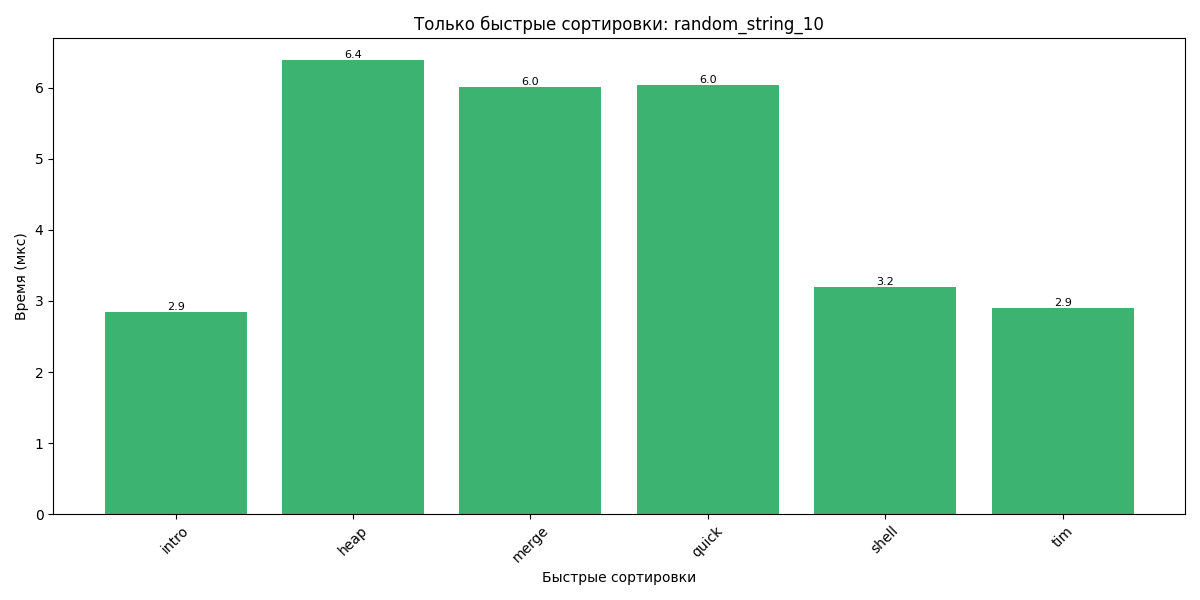 Только быстрые сортировки: random_string_10
Время (мкс)
6
5
4
3
2
1
0
2.9
6.4
6.0
6.0
3.2
2.9
intro
heap
merge
quick
shell
tim
Быстрые сортировки